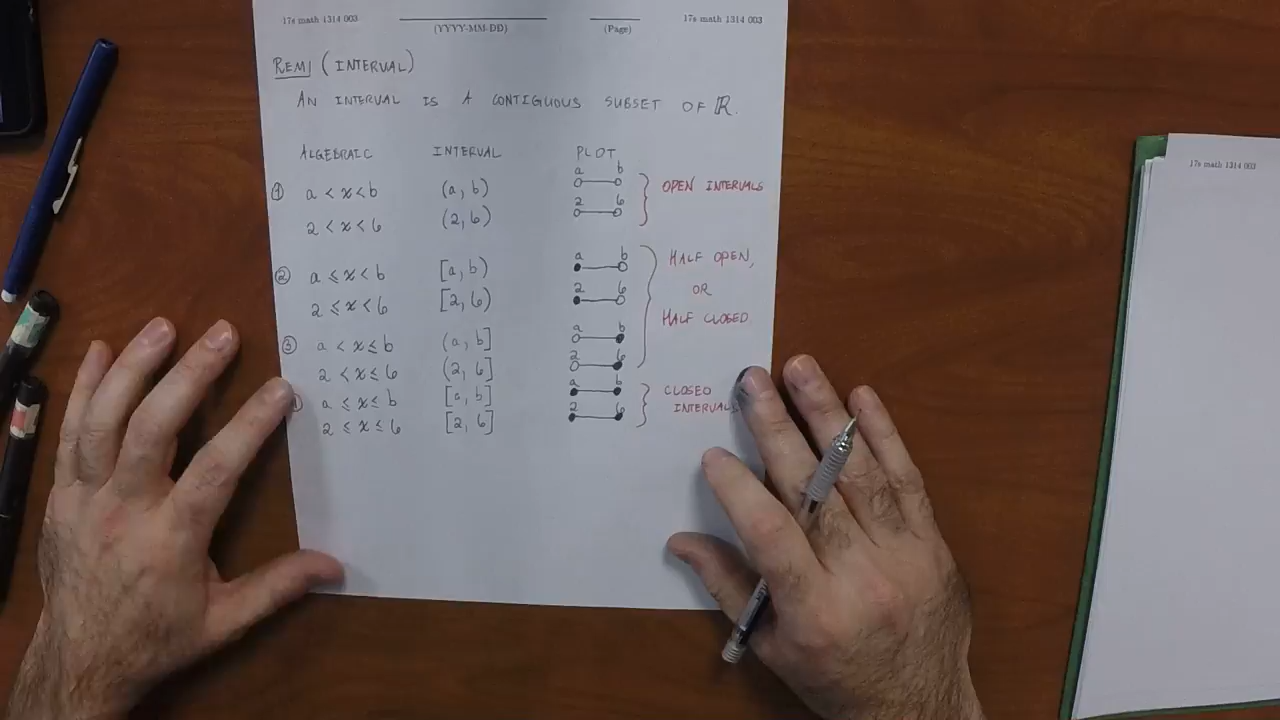 17s math 1314 003 (YYYY-MM-DD) (Page) 17s math 1314 003
REM| (INTERVAL)
AN INTERVAL IS A CONTIGUOUS SUBSET OF ℝ.
ALGEBRAIC INTERVAL PLOT
① a < x < b (a, b) a b OPEN INTERVALS
2 < x < 6 (2, 6) 2 6
② a ≤ x < b [a, b) a b HALF OPEN,
2 ≤ x < 6 [2, 6) 2 6 OR
HALF CLOSED
③ a < x ≤ b (a, b] a b
2 < x ≤ 6 (2, 6] 2 6
a ≤ x ≤ b [a, b] a b CLOSED
2 ≤ x ≤ 6 [2, 6] 2 6 INTERVALS
17s math 1314 003